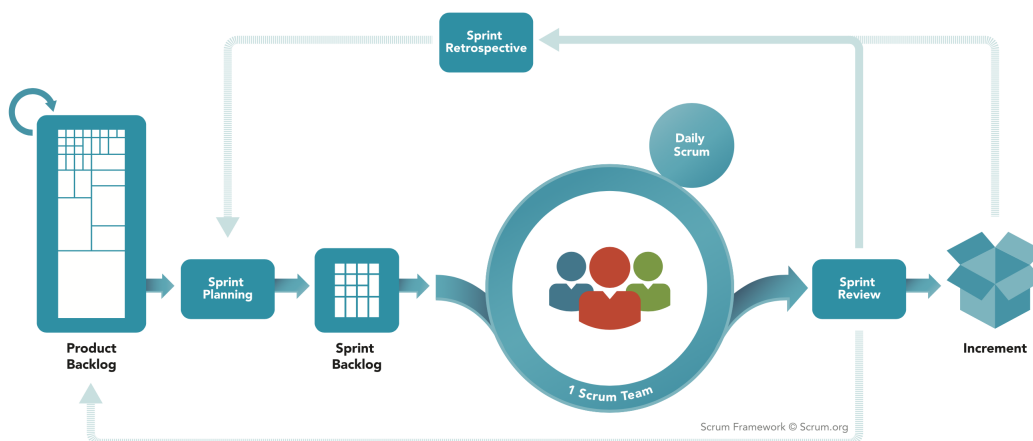 Sprint
Retrospective
Daily
Scrum
Sprint
Planning
Sprint
Review
Product
Backlog
Sprint
Backlog
Increment
1 Scrum Team
Scrum Framework © Scrum.org